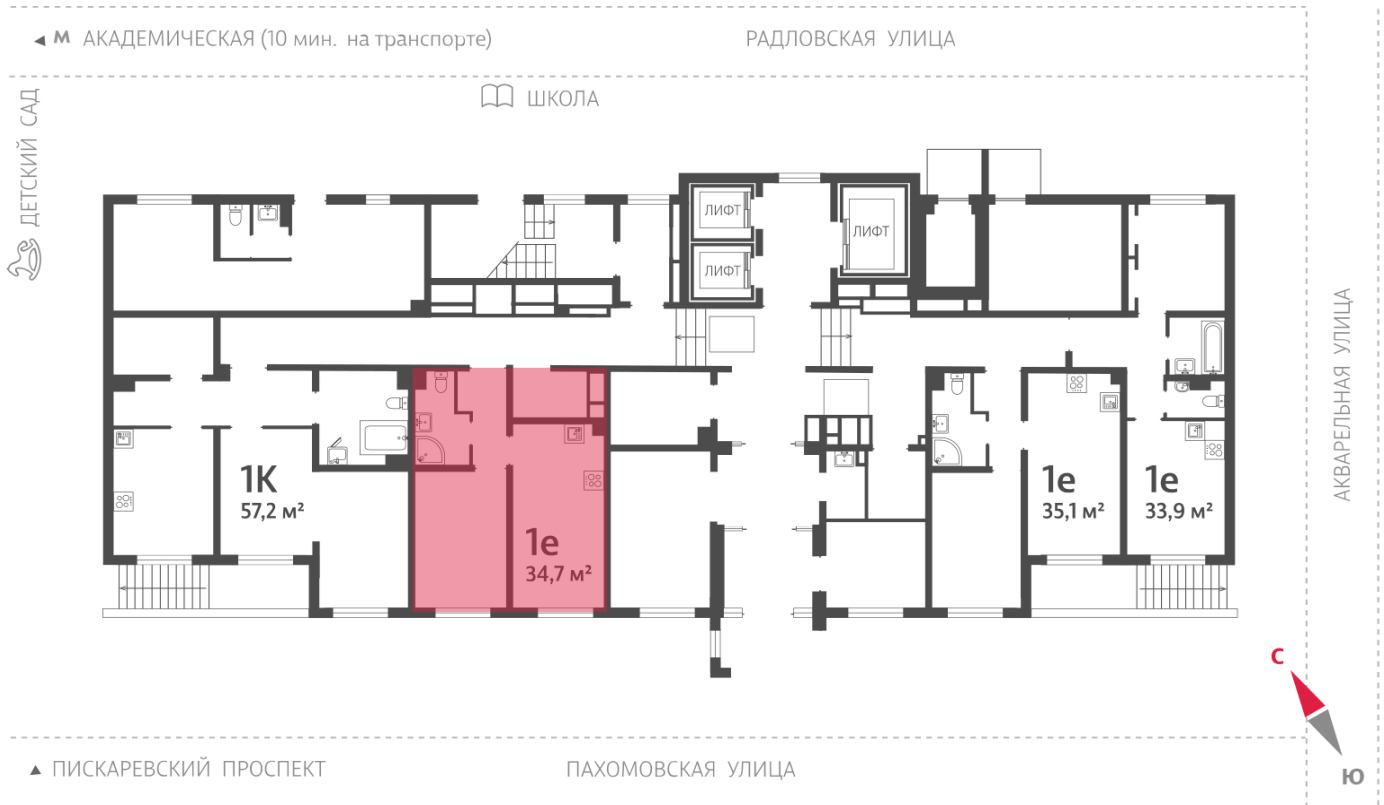 М АКАДЕМИЧЕСКАЯ (10 мин. на транспорте)
РАДЛОВСКАЯ УЛИЦА
ШКОЛА
ДЕТСКИЙ САД
ЛИФТ
ЛИФТ
ЛИФТ
АКВАРЕЛЬНАЯ УЛИЦА
1К
57,2 м²
1е
34,7 м²
1е
35,1 м²
1е
33,9 м²
С
Ю
ПИСКАРЕВСКИЙ ПРОСПЕКТ
ПАХОМОВСКАЯ УЛИЦА